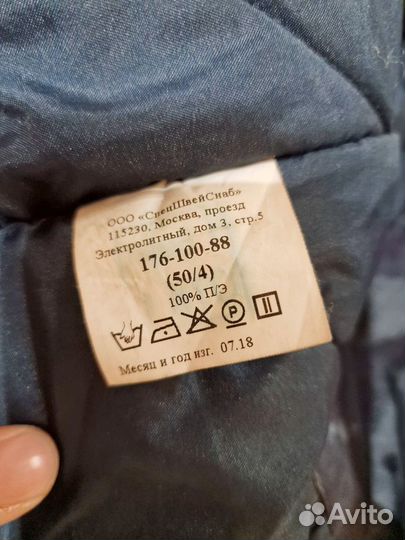 ООО «СпецШвейСнаб»
115230, Москва, проезд
Электролитный, дом 3, стр.5
176-100-88
(50/4)
100% П/Э
P
Месяц и год изг. 07.18
Avito